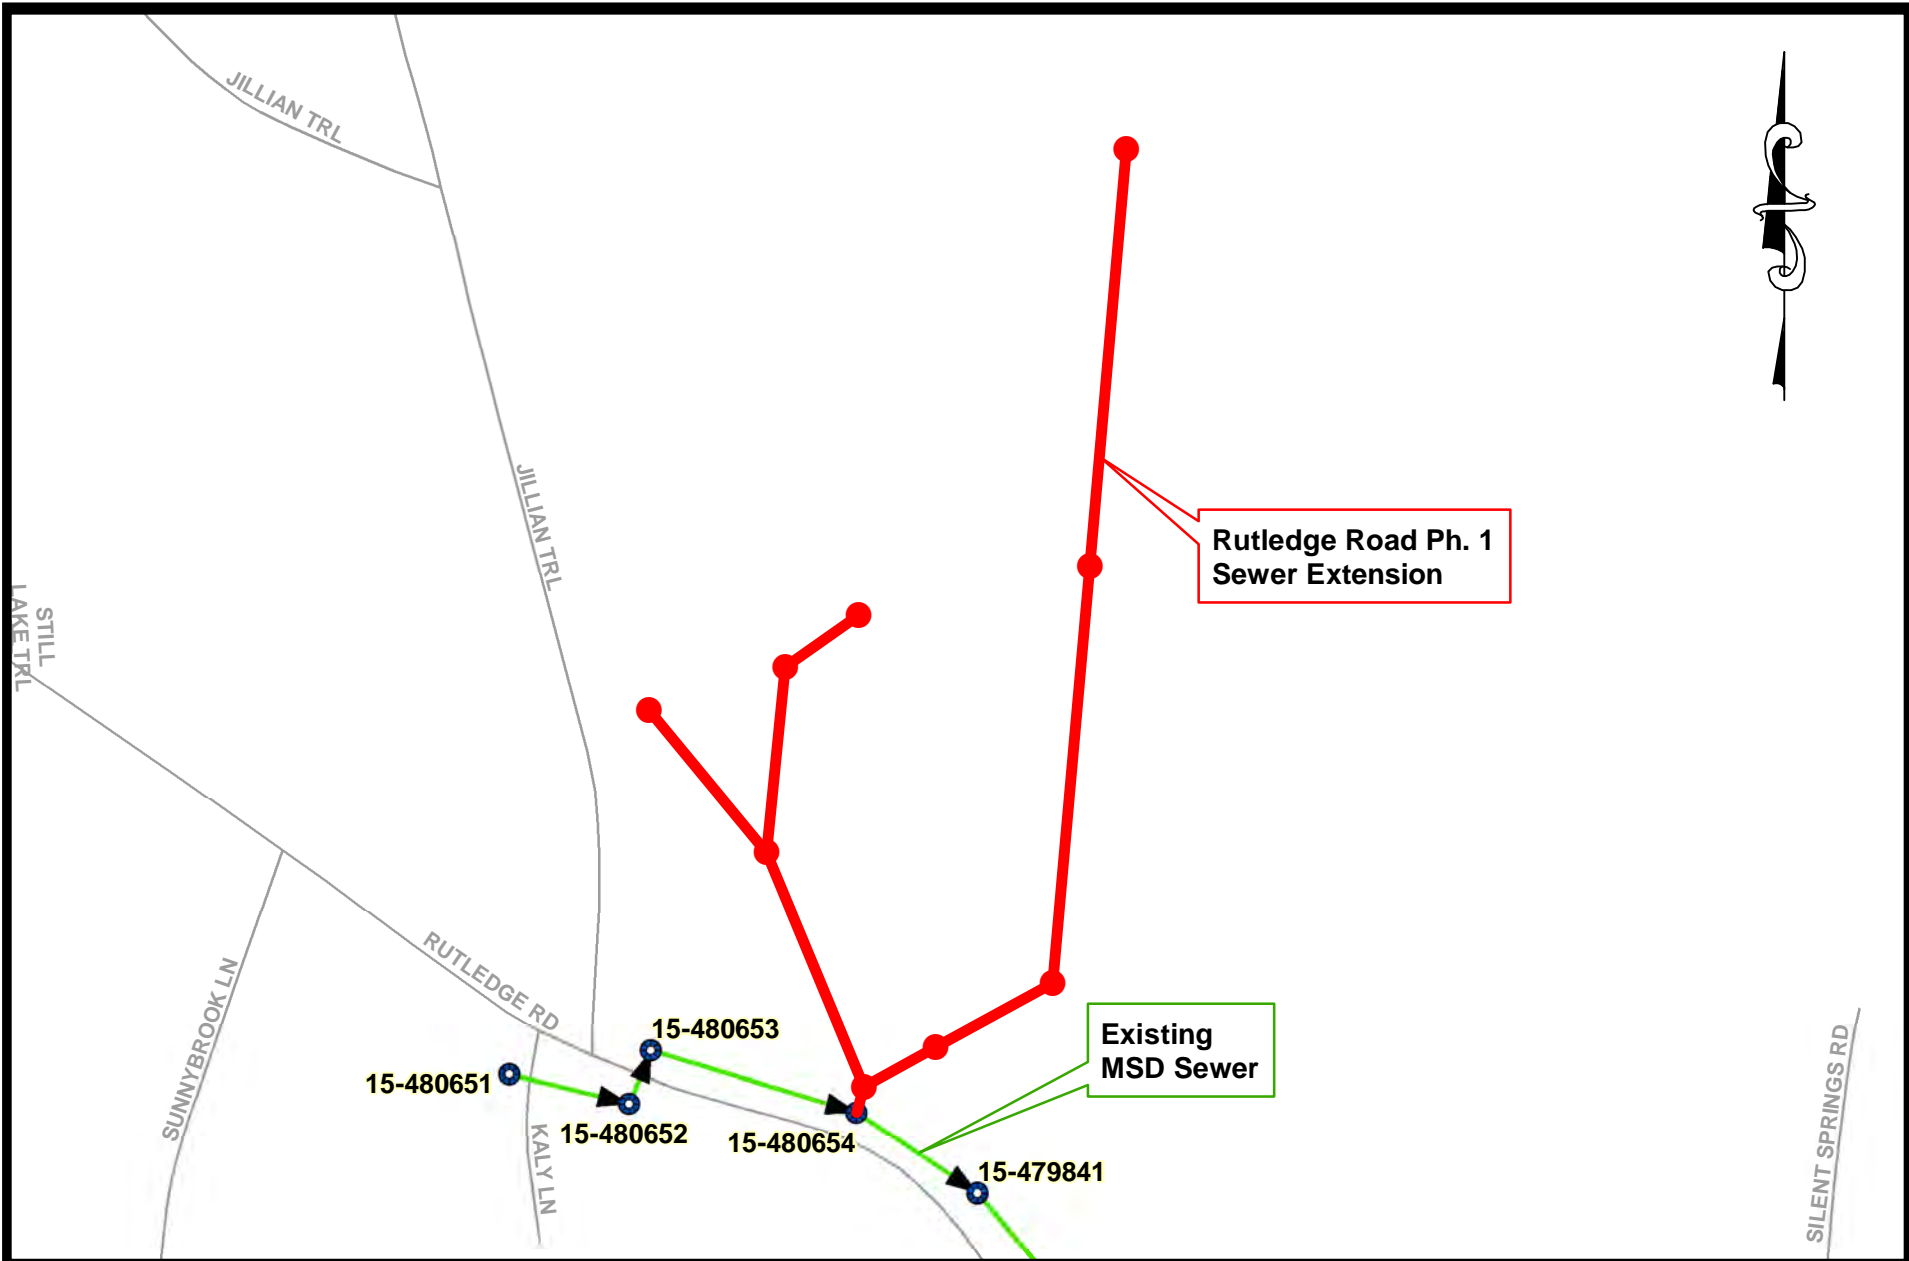 JILLIAN TRL
JILLIAN TRL
Rutledge Road Ph. 1
Sewer Extension
STILL
LAKE TRL
RUTLEDGE RD
SUNNYBROOK LN
15-480653
Existing
MSD Sewer
15-480651
15-480652
15-480654
KALY LN
15-479841
SILENT SPRINGS RD